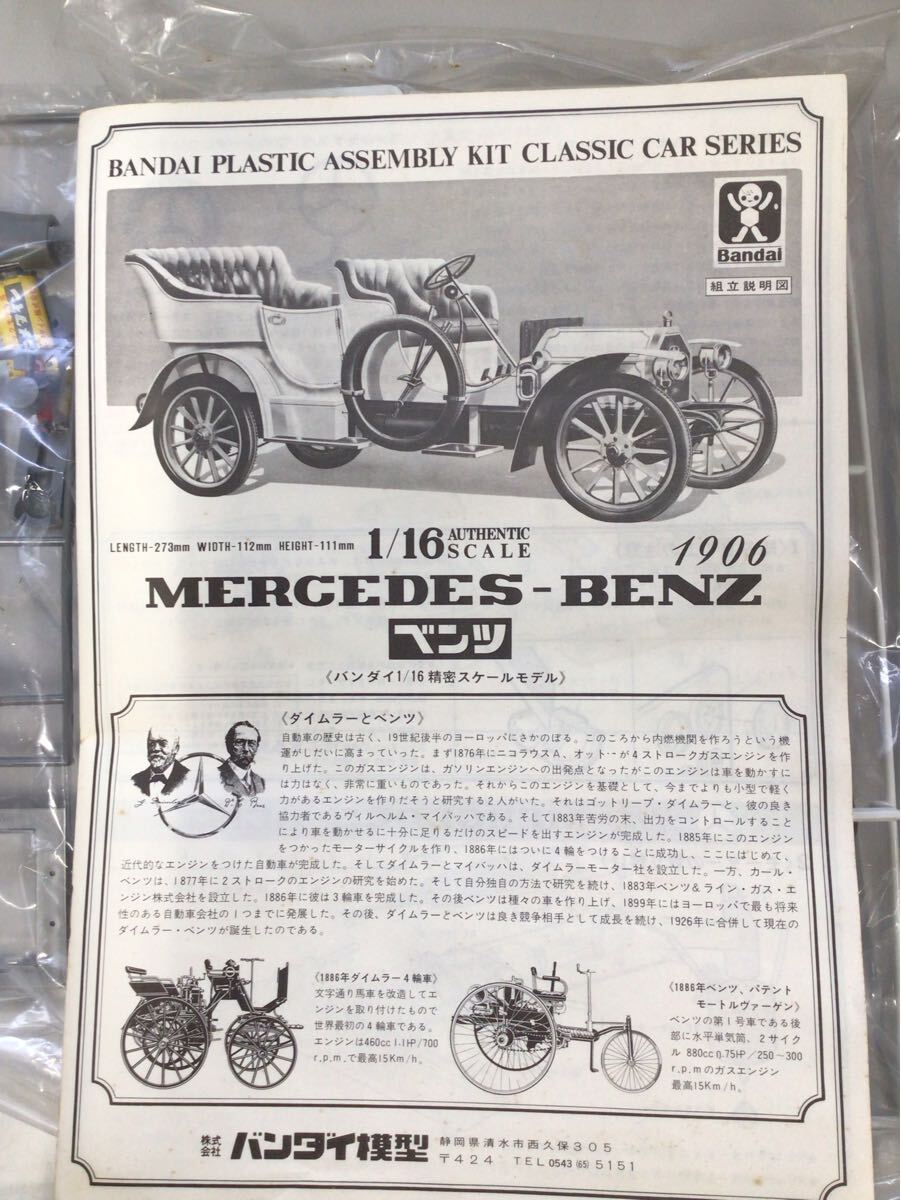 BANDAI PLASTIC ASSEMBLY KIT CLASSIC CAR SERIES
Bandai
組立説明図
LENGTH-273mm WIDTH-112mm HEIGHT-111mm 1/16 AUTHENTIC SCALE 1906
MERCEDES-BENZ
ベンツ
《バンダイ1/16精密スケールモデル》
《ダイムラーとベンツ》
自動車の歴史は古く、19世紀後半のヨーロッパにさかのぼる。このころから内燃機関を作ろうという機
運がしだいに高まっていった。まず1876年にニコラウスA、オットーが4ストロークガスエンジンを作
り上げた。このガスエンジンは、ガソリンエンジンへの出発点となったがこのエンジンは車を動かすに
は力はなく、非常に重いものであった。それからこのエンジンを基礎として、今までよりも小型で軽く
力があるエンジンを作りだそうと研究する2人がいた。それはゴットリープ・ダイムラーと、彼の良き
協力者であるヴィルヘルム・マイバッハである。そして1883年苦労の末、出力をコントロールすること
により車を動かせるに十分に足りるだけのスピードを出すエンジンが完成した。1885年にこのエンジン
をつかったモーターサイクルを作り、1886年にはついに4輪をつけることに成功し、ここにはじめて、
近代的なエンジンをつけた自動車が完成した。そしてダイムラーとマイバッハは、ダイムラーモーター社を設立した。一方、カール・
ベンツは、1877年に2ストロークのエンジンの研究を始めた。そして自分独自の方法で研究を続け、1883年ベンツ&ライン・ガス・エ
ンジン株式会社を設立した。1886年に彼は3輪車を完成した。その後ベンツは種々の車を作り上げ、1899年にはヨーロッパで最も将来
性のある自動車会社の1つまでに発展した。その後、ダイムラーとベンツは良き競争相手として成長を続け、1926年に合併して現在の
ダイムラー・ベンツが誕生したのである。
《1886年ダイムラー4輪車》
文字通り馬車を改造してエ
ンジンを取り付けたもので
世界最初の4輪車である。
エンジンは460cc 1.1HP/700
r.p.m.で最高15Km/h。
《1886年ベンツ、パテント
モートルヴァーゲン》
ベンツの第1号車である後
部に水平単気筒、2サイク
ル 880cc 0.75HP/250~300
r.p.mのガスエンジン
最高15Km/h。
株式会社 バンダイ模型 静岡県清水市西久保305
〒424 TEL 0543 (65) 5151